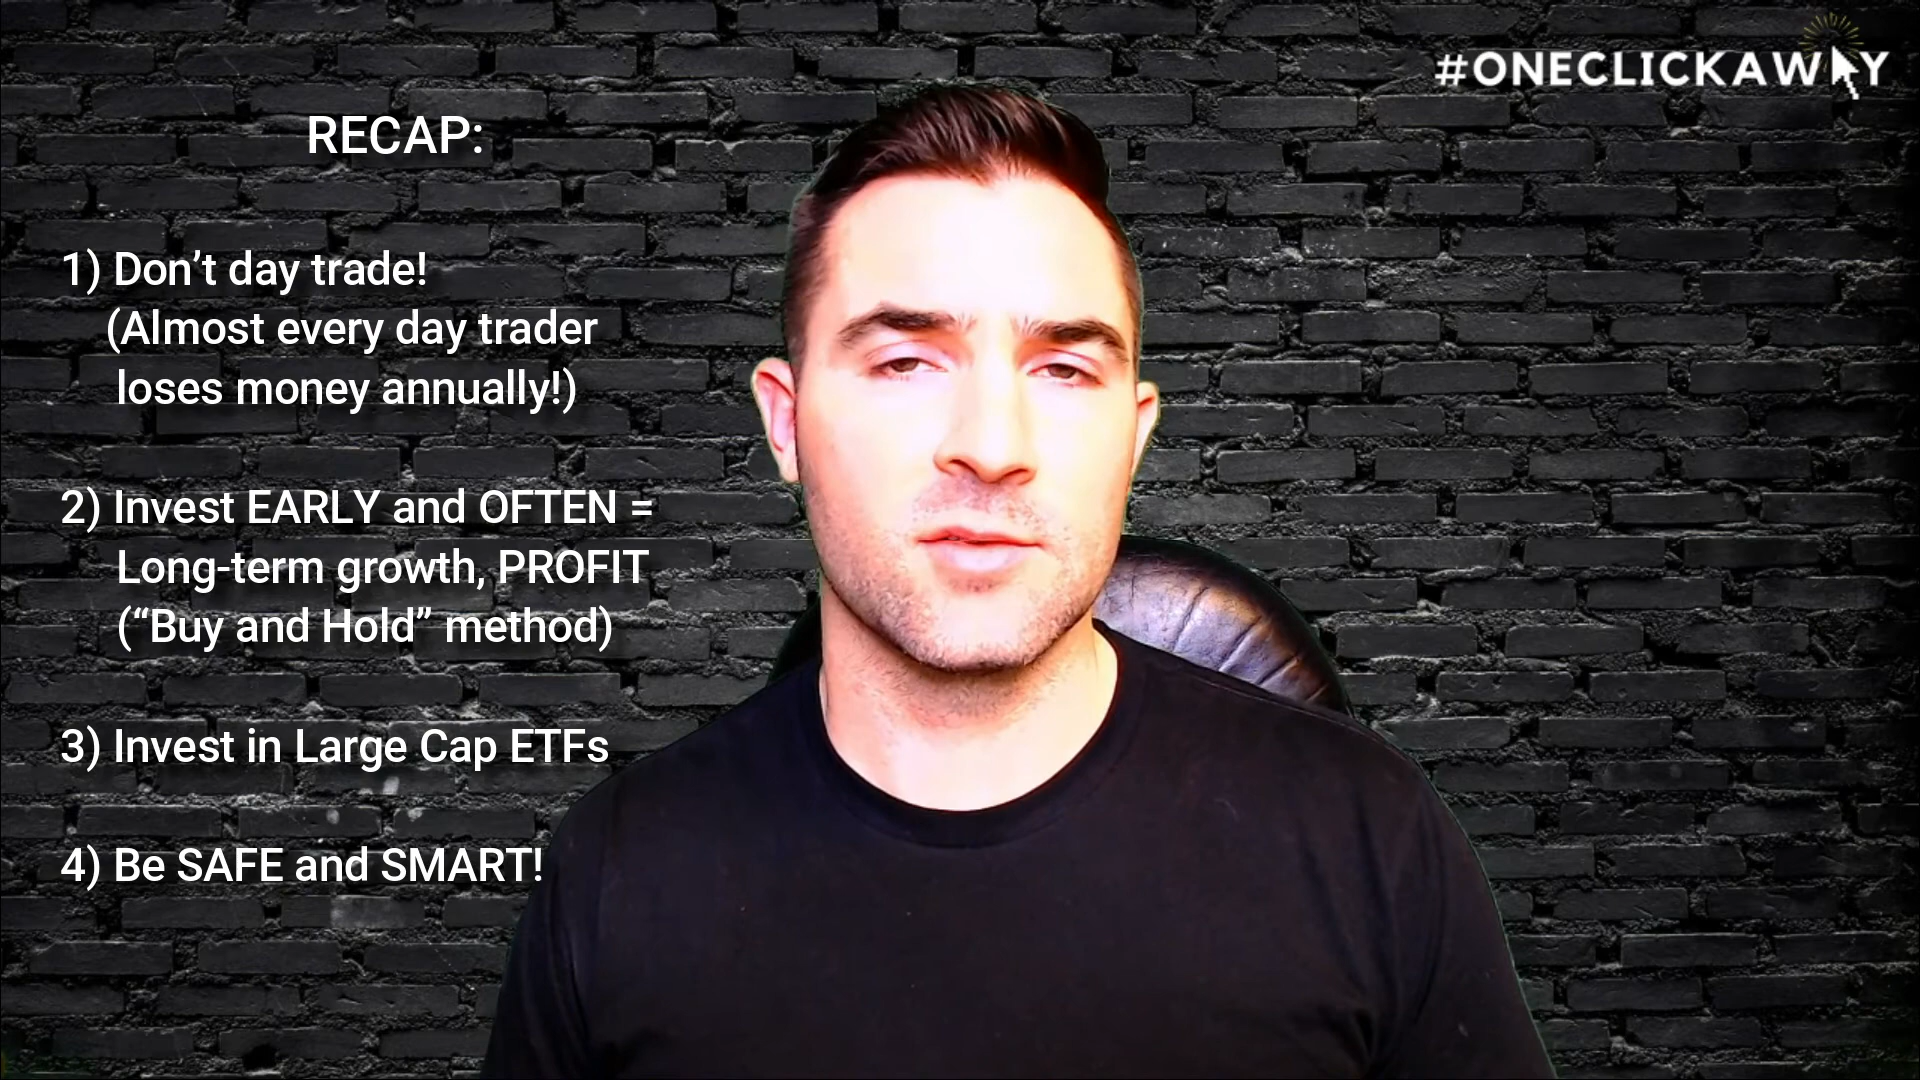 #ONECLICKAWAY
RECAP:
1) Don’t day trade!
(Almost every day trader
loses money annually!)
2) Invest EARLY and OFTEN =
Long-term growth, PROFIT
(“Buy and Hold” method)
3) Invest in Large Cap ETFs
4) Be SAFE and SMART!